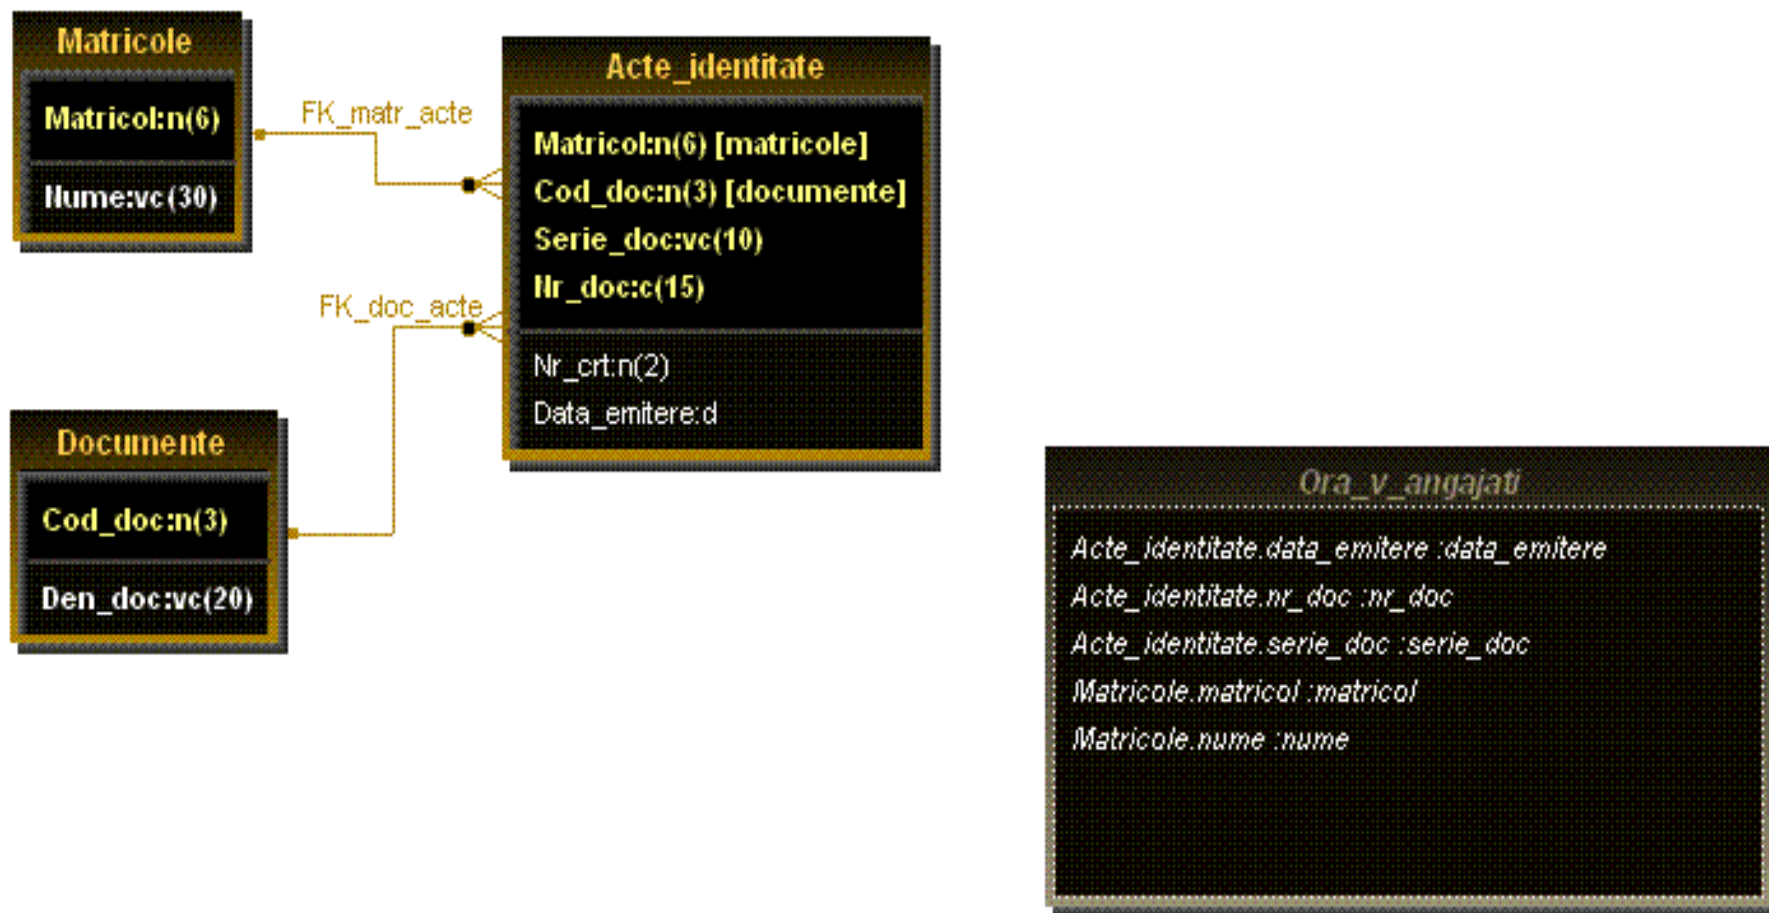 Matricole
Matricol:n(6)
Nume:vc(30)
FK_matr_acte
Acte_identitate
Matricol:n(6) [matricole]
Cod_doc:n(3) [documente]
Serie_doc:vc(10)
Nr_doc:c(15)
Nr_crt:n(2)
Data_emitere:d
FK_doc_acte
Documente
Cod_doc:n(3)
Den_doc:vc(20)
Ora_v_angajati
Acte_identitate.data_emitere :data_emitere
Acte_identitate.nr_doc :nr_doc
Acte_identitate.serie_doc :serie_doc
Matricole.matricol :matricol
Matricole.nume :nume